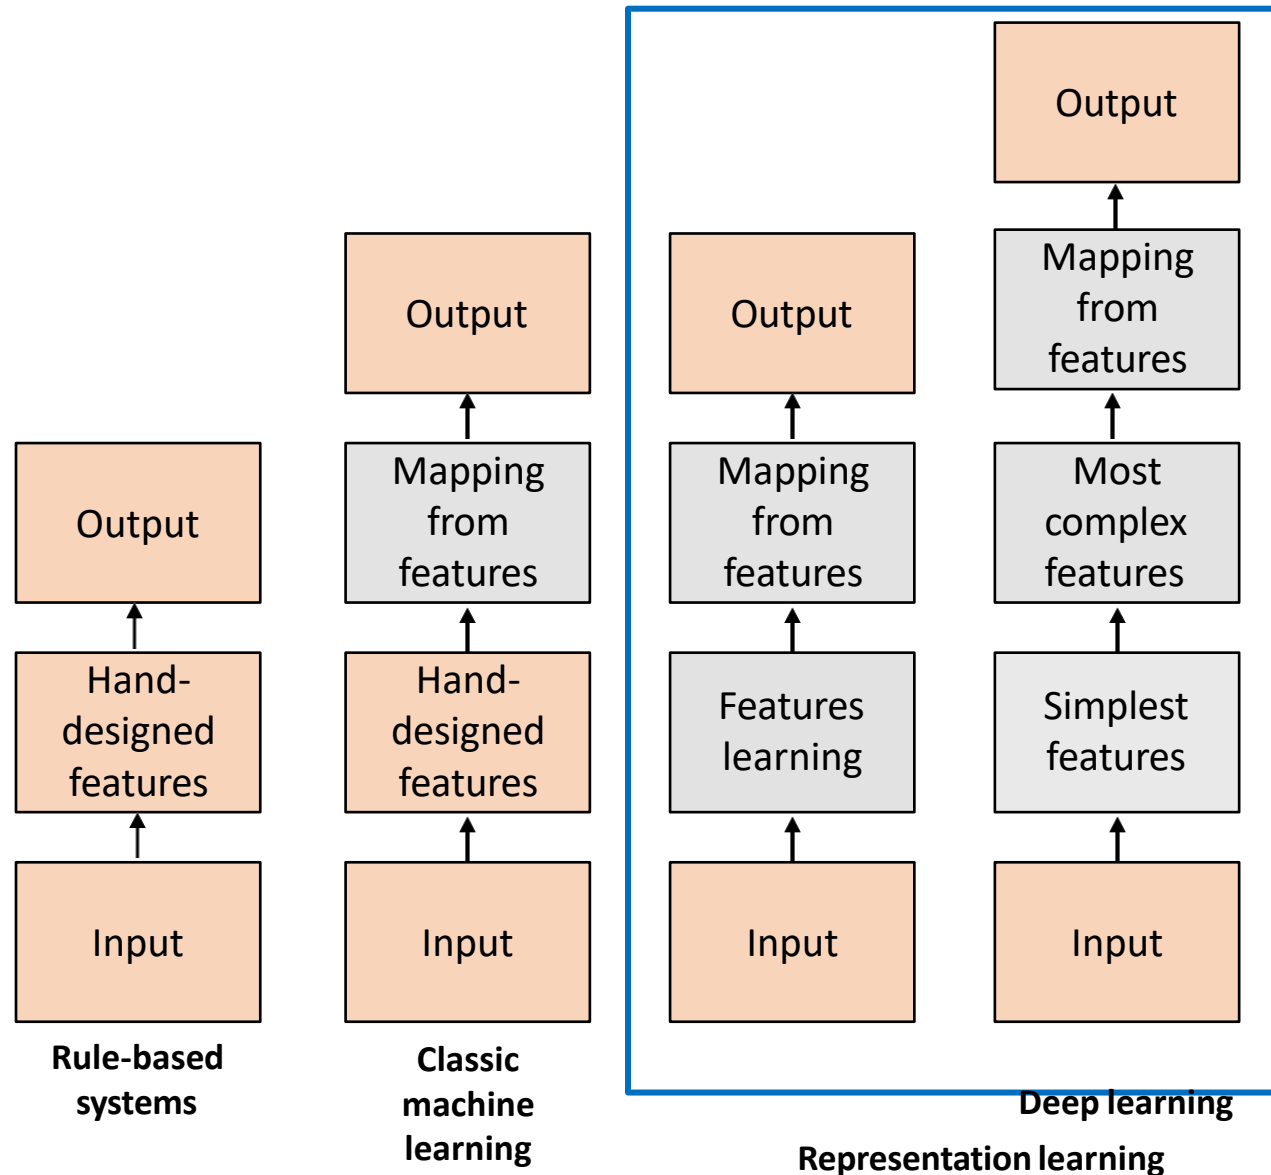 Output
Hand-
designed
features
Input
Rule-based
systems
Output
Mapping
from
features
Hand-
designed
features
Input
Classic
machine
learning
Output
Mapping
from
features
Features
learning
Input
Output
Mapping
from
features
Most
complex
features
Simplest
features
Input
Deep learning
Representation learning